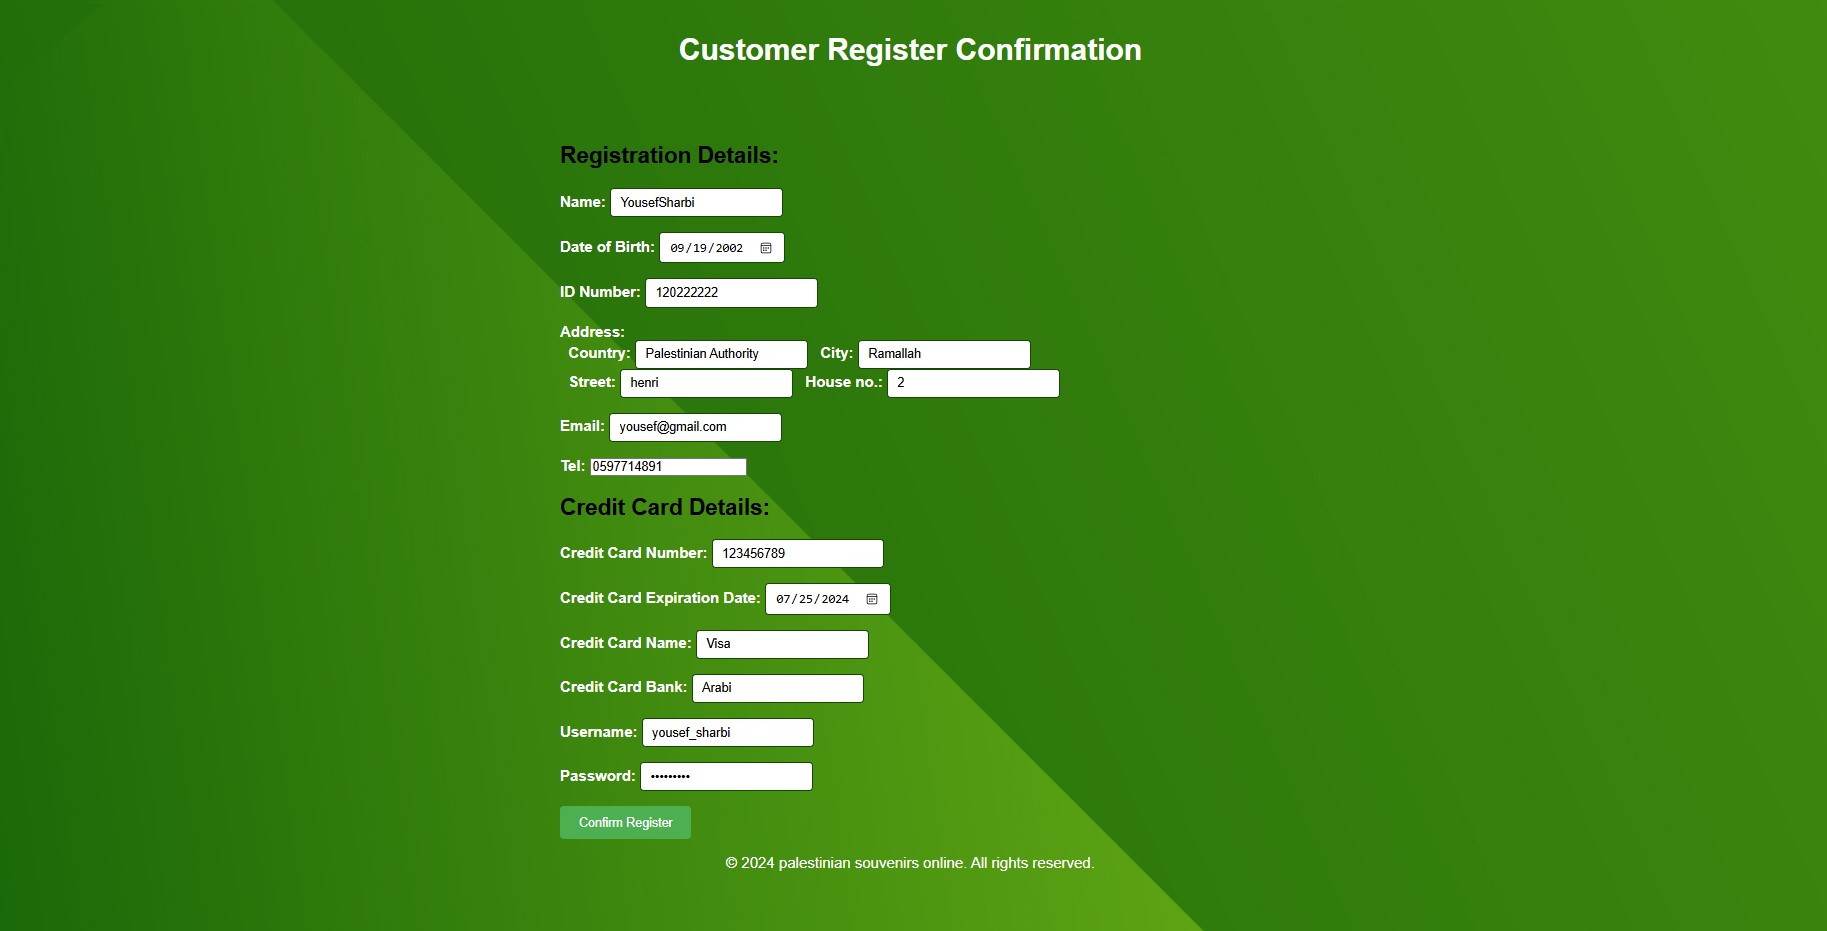 Customer Register Confirmation
Registration Details:
Name: YousefSharbi
Date of Birth: 09/19/2002
ID Number: 120222222
Address:
Country: Palestinian Authority City: Ramallah
Street: henri House no.: 2
Email: yousef@gmail.com
Tel: 0597714891
Credit Card Details:
Credit Card Number: 123456789
Credit Card Expiration Date: 07/25/2024
Credit Card Name: Visa
Credit Card Bank: Arabi
Username: yousef_sharbi
Password: •••••••••
Confirm Register
© 2024 palestinian souvenirs online. All rights reserved.